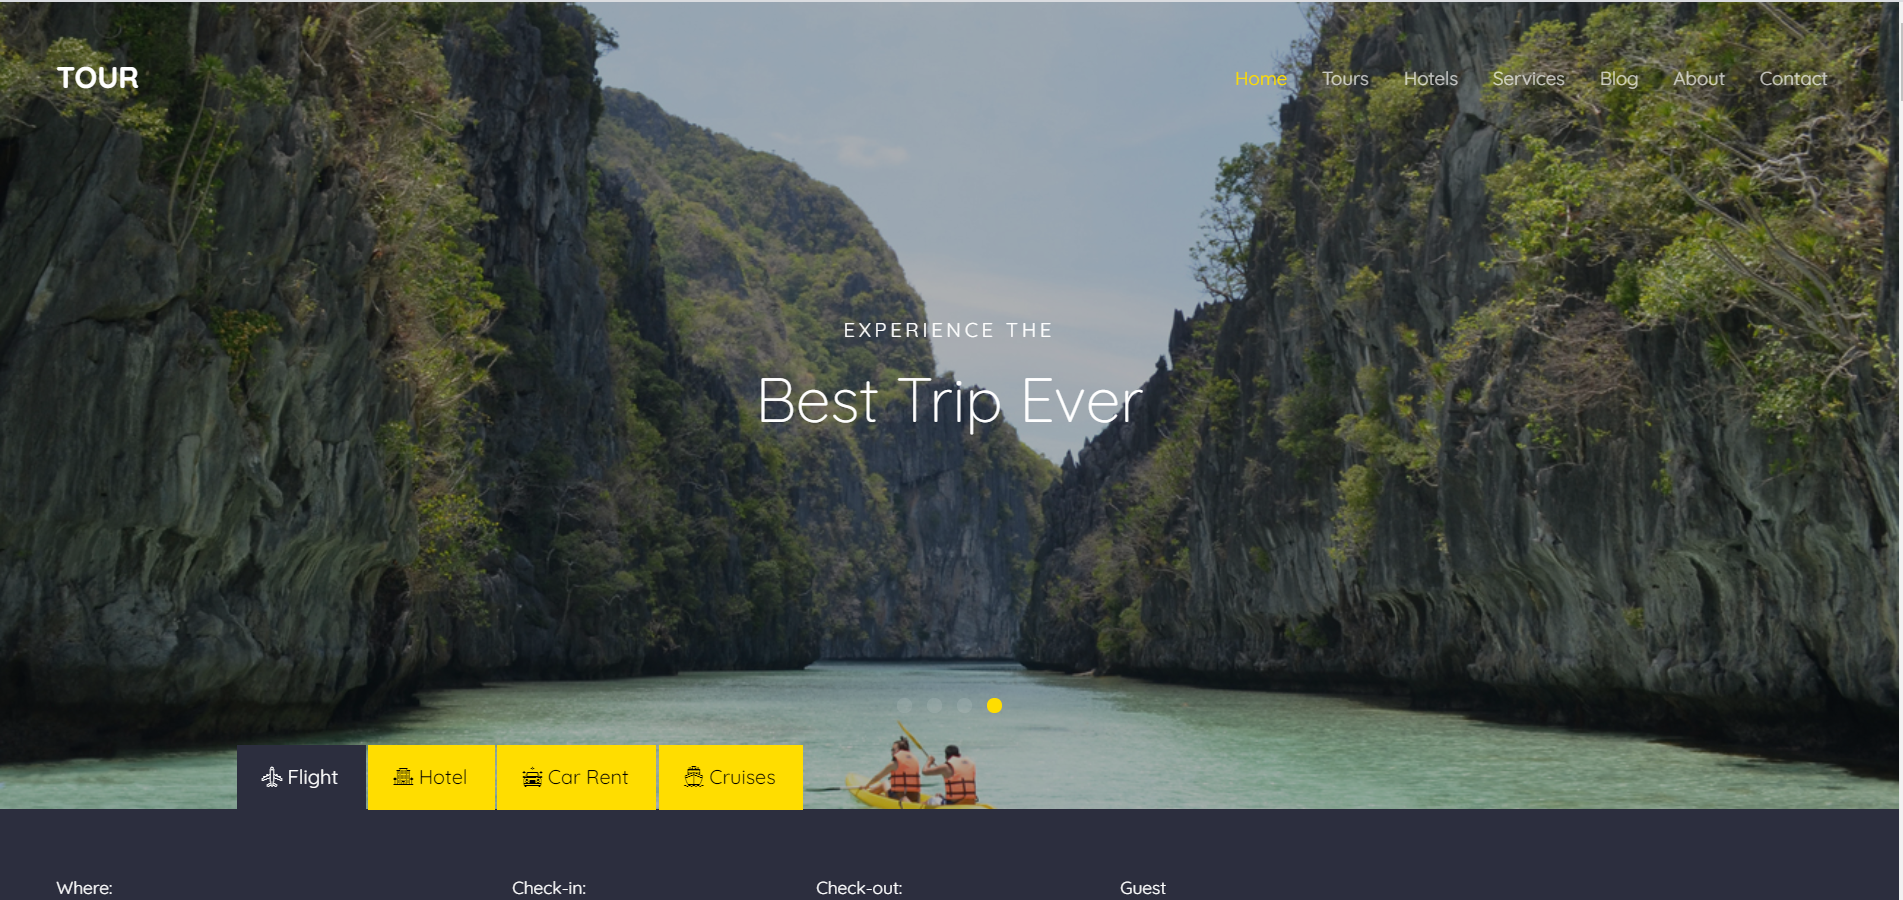 TOUR
Home Tours Hotels Services Blog About Contact
EXPERIENCE THE
Best Trip Ever
Flight Hotel Car Rent Cruises
Where: Check-in: Check-out: Guest